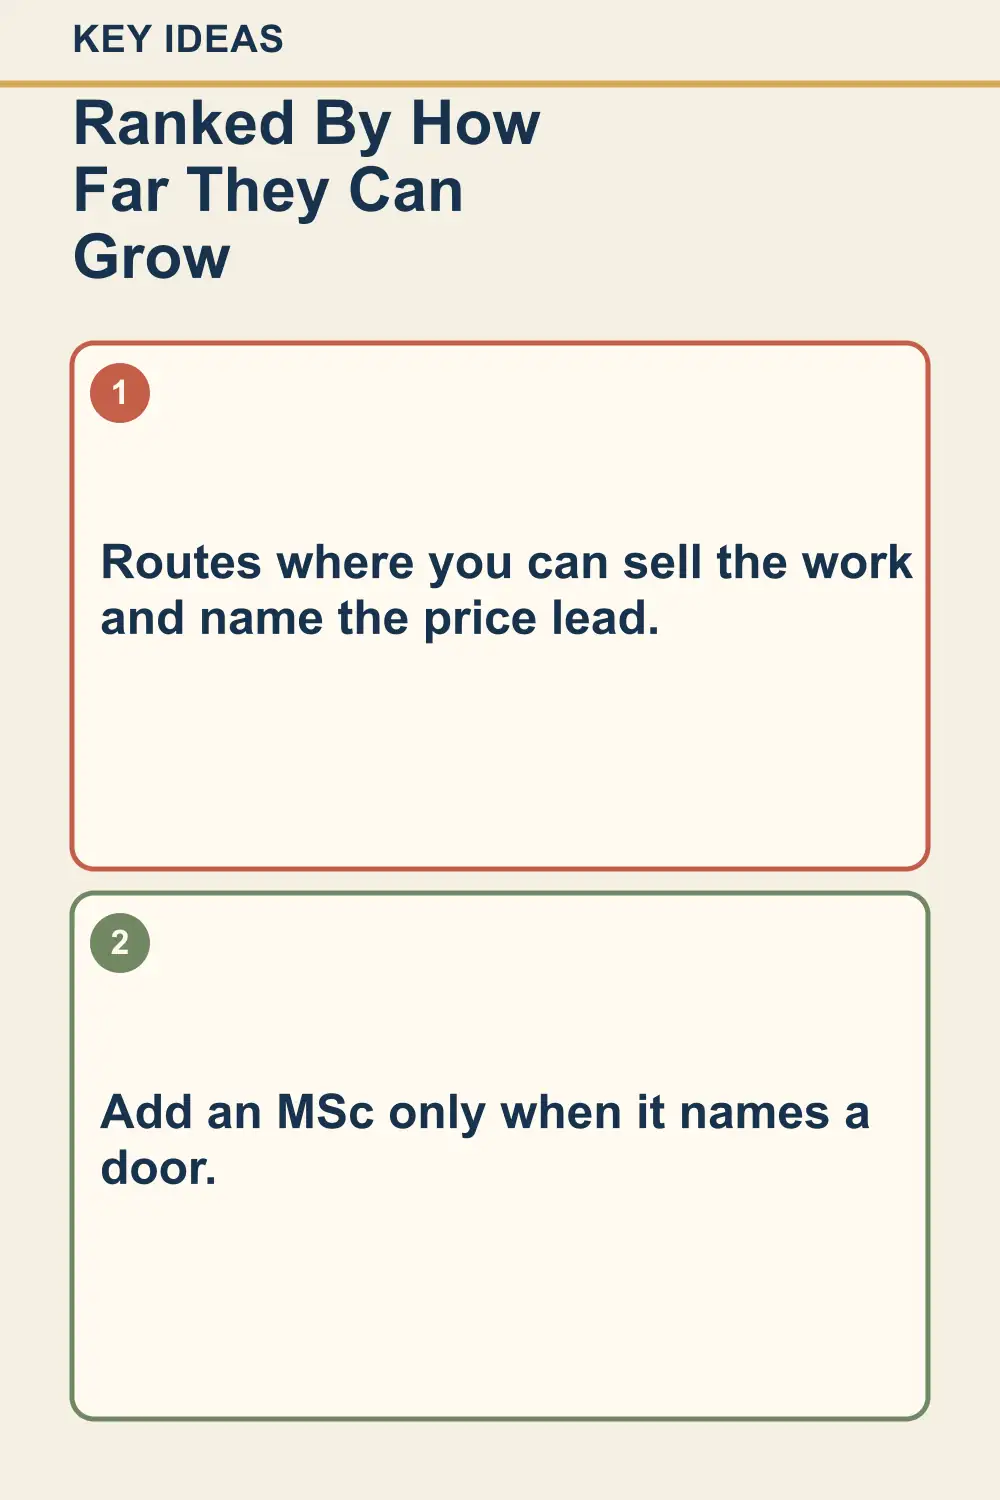 KEY IDEAS
Ranked By How
Far They Can
Grow
1
Routes where you can sell the work
and name the price lead.
2
Add an MSc only when it names a
door.